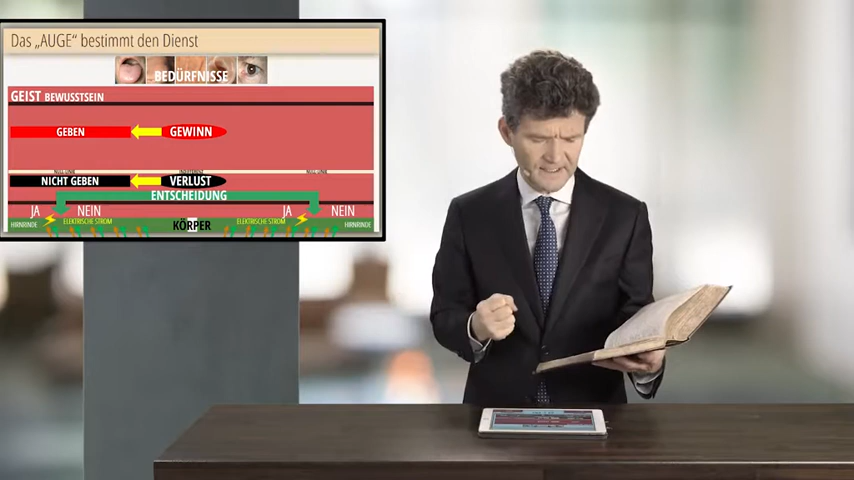 Das „AUGE“ bestimmt den Dienst
BEDÜRFNISSE
GEIST BEWUSSTSEIN
GEBEN GEWINN
NICHT GEBEN VERLUST
ENTSCHEIDUNG
JA NEIN JA NEIN
HIRNRINDE ELEKTRISCHE STROM KÖRPER ELEKTRISCHE STROM HIRNRINDE